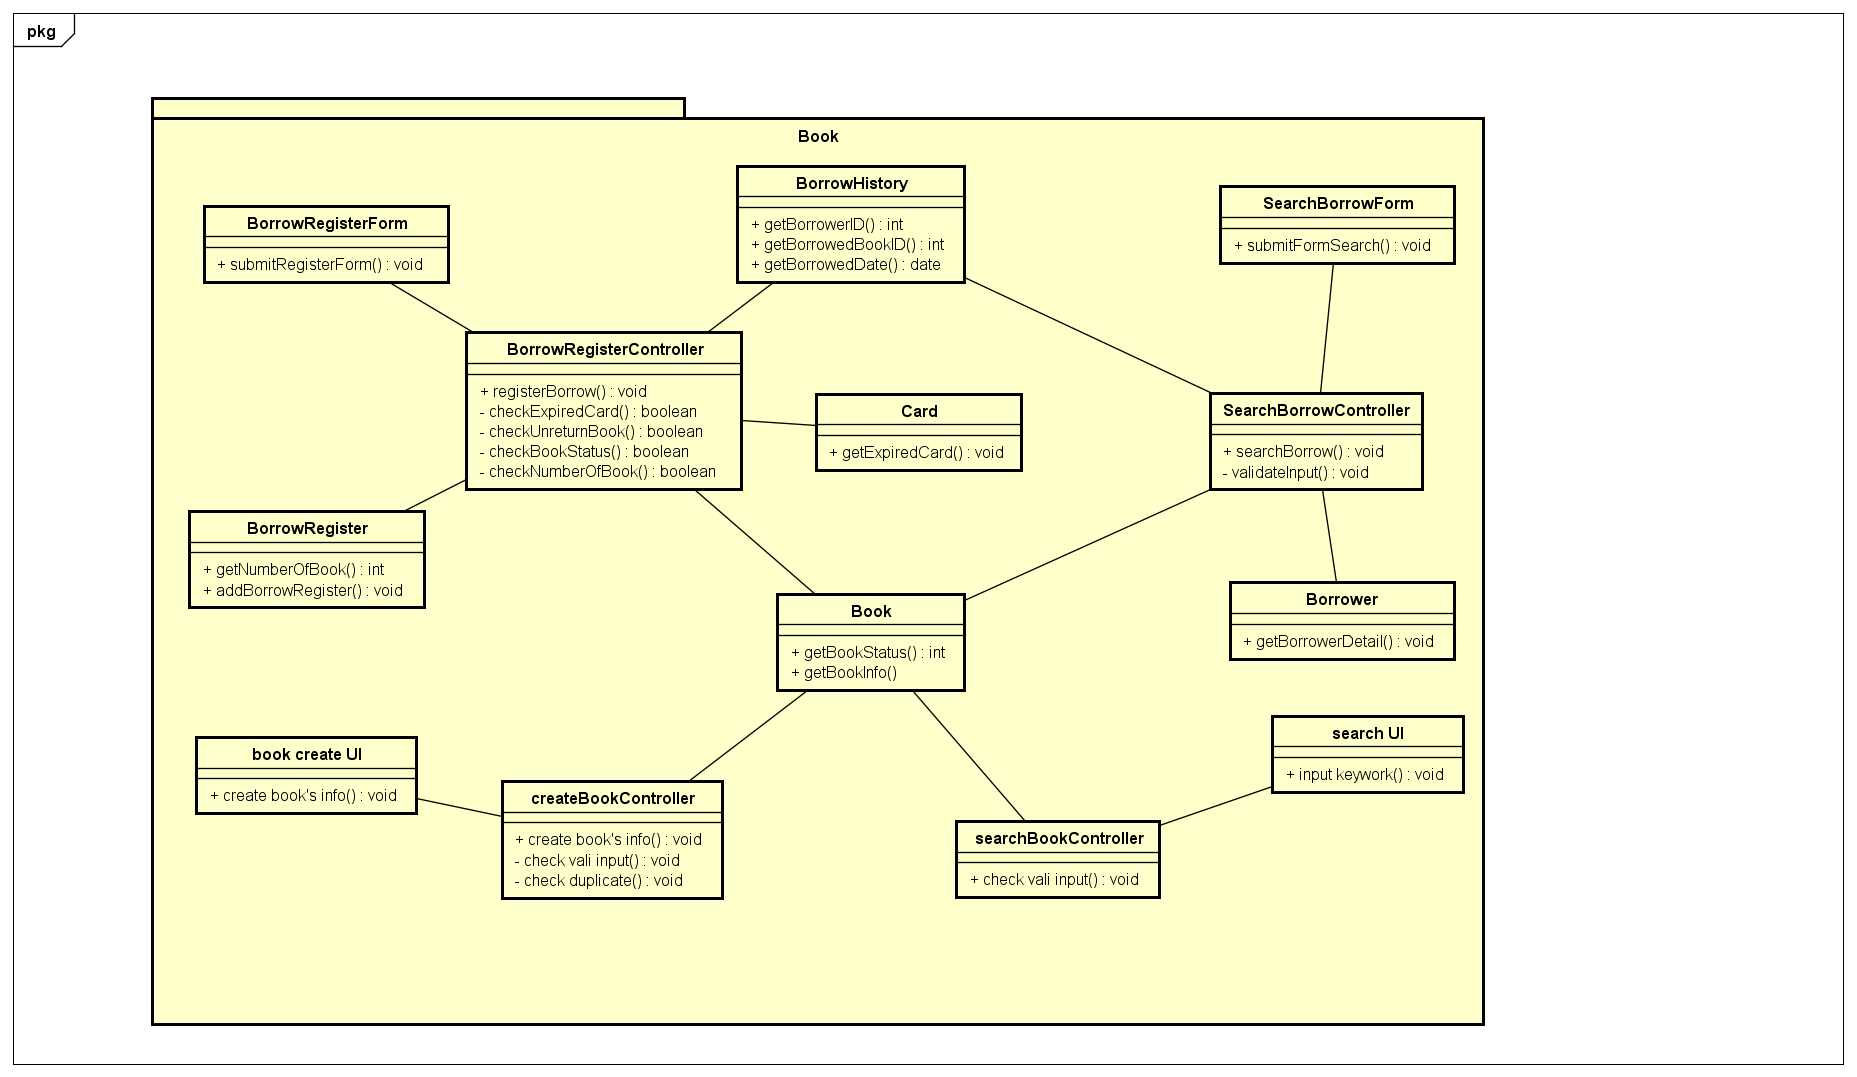 pkg
Book
BorrowHistory
+ getBorrowerID() : int
+ getBorrowedBookID() : int
+ getBorrowedDate() : date
SearchBorrowForm
+ submitFormSearch() : void
BorrowRegisterForm
+ submitRegisterForm() : void
BorrowRegisterController
+ registerBorrow() : void
- checkExpiredCard() : boolean
- checkUnreturnBook() : boolean
- checkBookStatus() : boolean
- checkNumberOfBook() : boolean
Card
+ getExpiredCard() : void
SearchBorrowController
+ searchBorrow() : void
- validateInput() : void
BorrowRegister
+ getNumberOfBook() : int
+ addBorrowRegister() : void
Book
+ getBookStatus() : int
+ getBookInfo()
Borrower
+ getBorrowerDetail() : void
book create UI
+ create book's info() : void
createBookController
+ create book's info() : void
- check vali input() : void
- check duplicate() : void
search UI
+ input keywork() : void
searchBookController
+ check vali input() : void